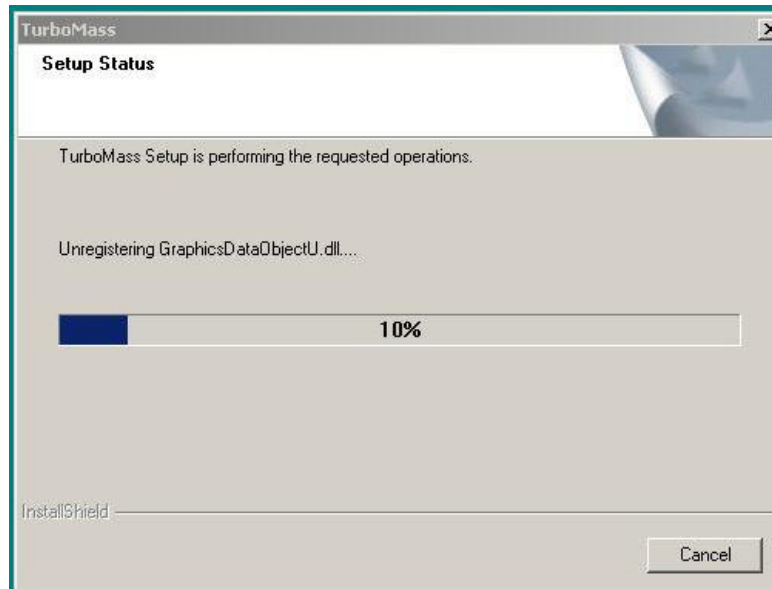 TurboMass
Setup Status
TurboMass Setup is performing the requested operations.
Unregistering GraphicsDataObjectU.dll....
10%
InstallShield
Cancel